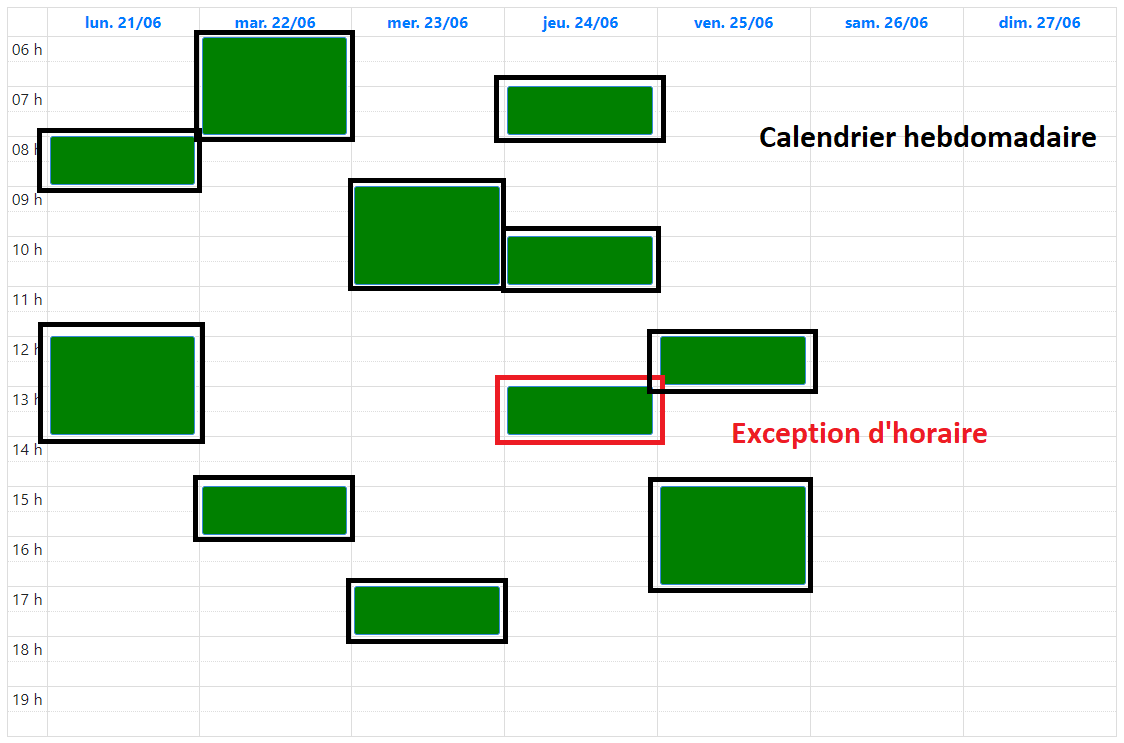 lun. 21/06 mar. 22/06 mer. 23/06 jeu. 24/06 ven. 25/06 sam. 26/06 dim. 27/06
06 h
07 h
Calendrier hebdomadaire
08 h
09 h
10 h
11 h
12 h
13 h
Exception d'horaire
14 h
15 h
16 h
17 h
18 h
19 h